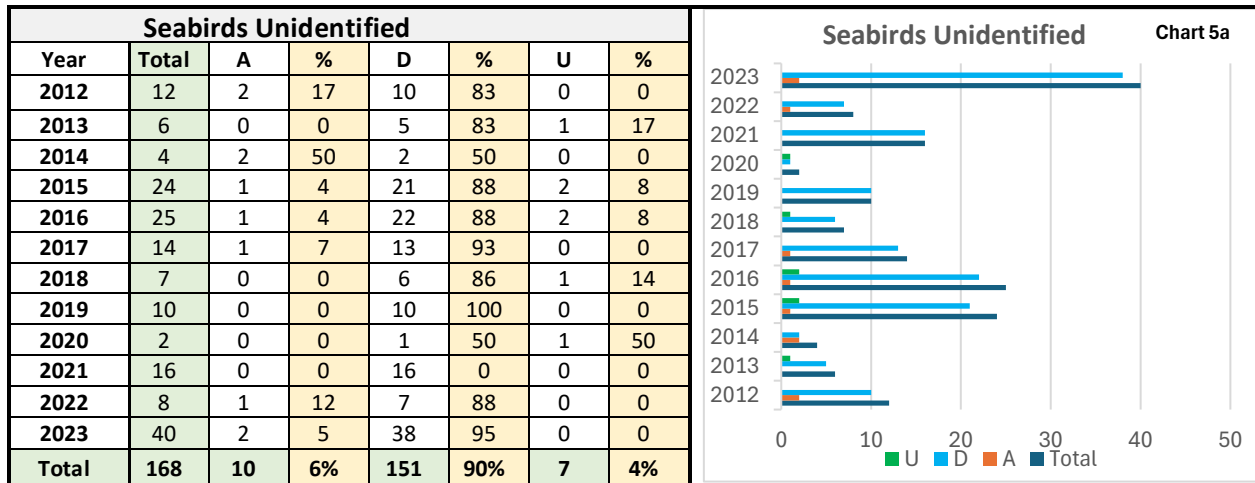 Seabirds Unidentified
Year Total A % D % U %
2012 12 2 17 10 83 0 0
2013 6 0 0 5 83 1 17
2014 4 2 50 2 50 0 0
2015 24 1 4 21 88 2 8
2016 25 1 4 22 88 2 8
2017 14 1 7 13 93 0 0
2018 7 0 0 6 86 1 14
2019 10 0 0 10 100 0 0
2020 2 0 0 1 50 1 50
2021 16 0 0 16 0 0 0
2022 8 1 12 7 88 0 0
2023 40 2 5 38 95 0 0
Total 168 10 6% 151 90% 7 4%
Seabirds Unidentified Chart 5a
2023
2022
2021
2020
2019
2018
2017
2016
2015
2014
2013
2012
0 10 20 30 40 50
U D A Total